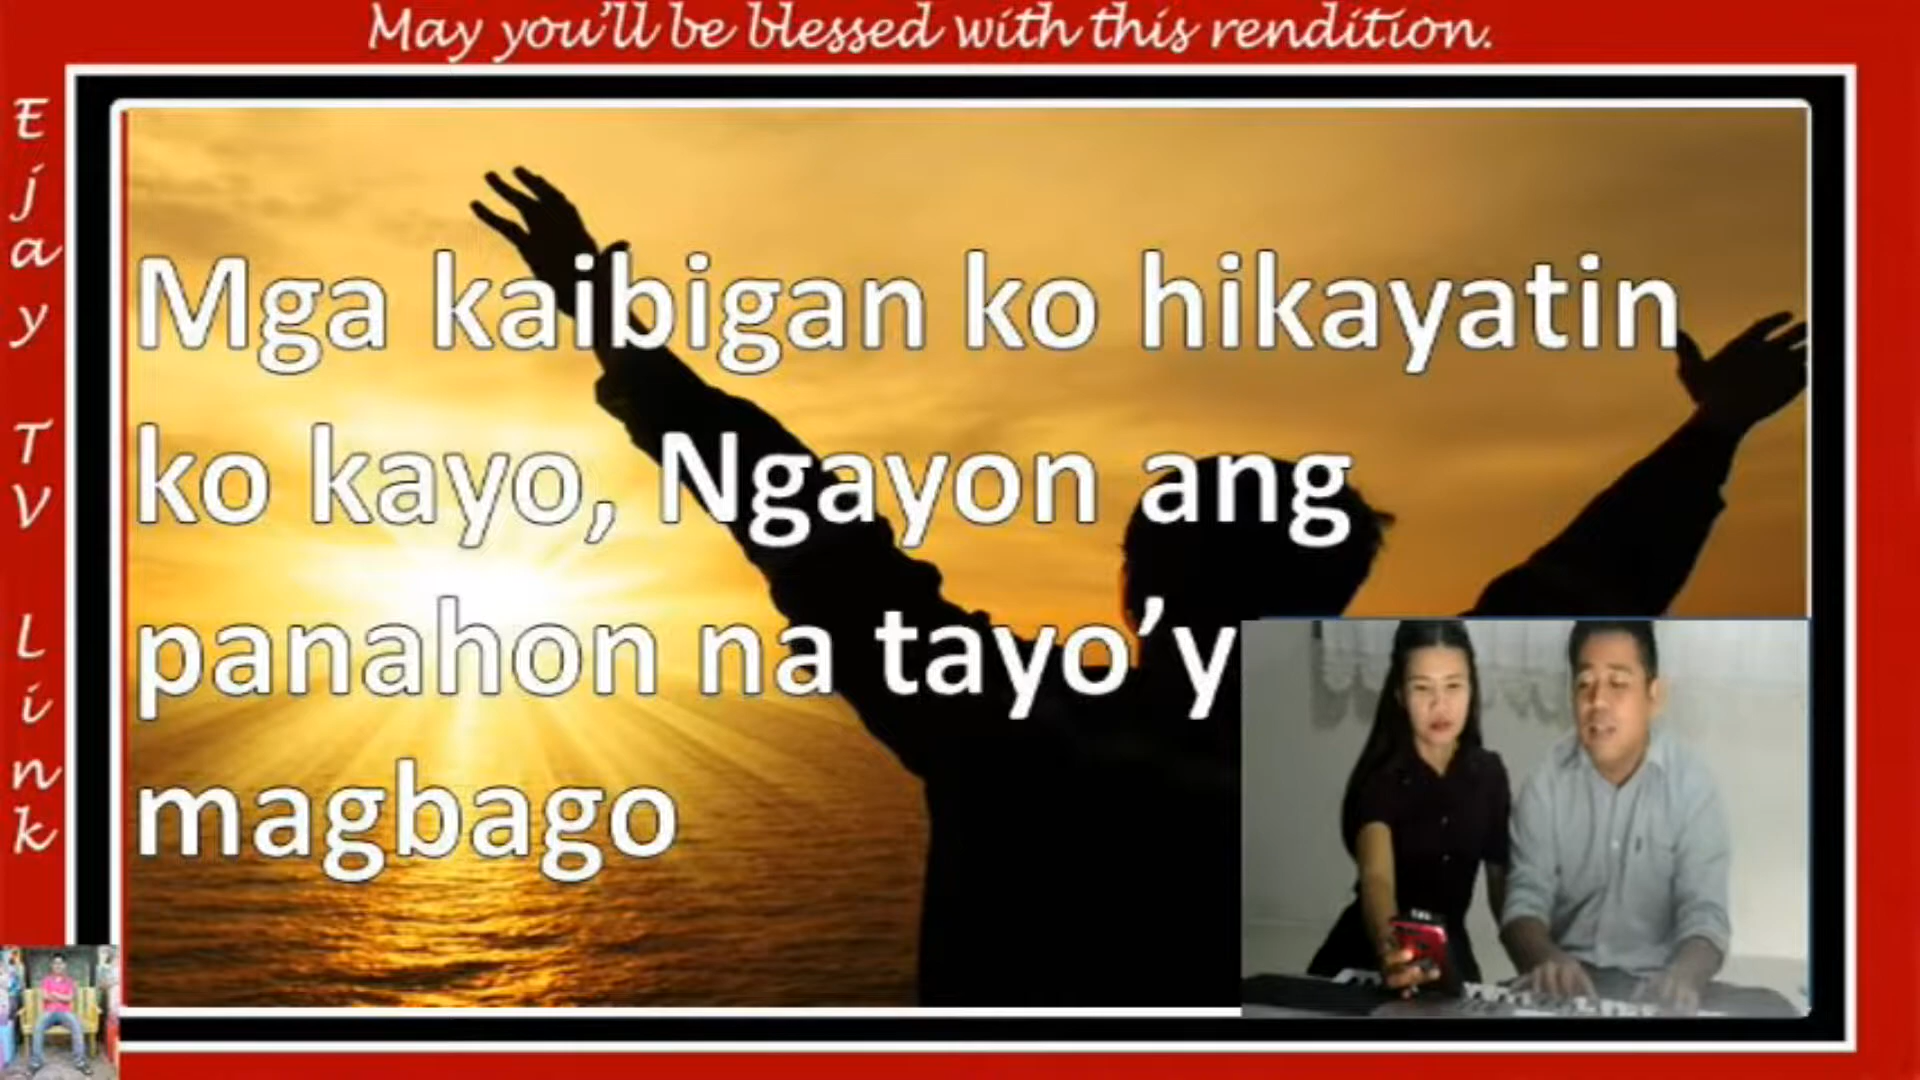 May you'll be blessed with this rendition.
Ejay TV Link
Mga kaibigan ko hikayatin
ko kayo, Ngayon ang
panahon na tayo'y
magbago